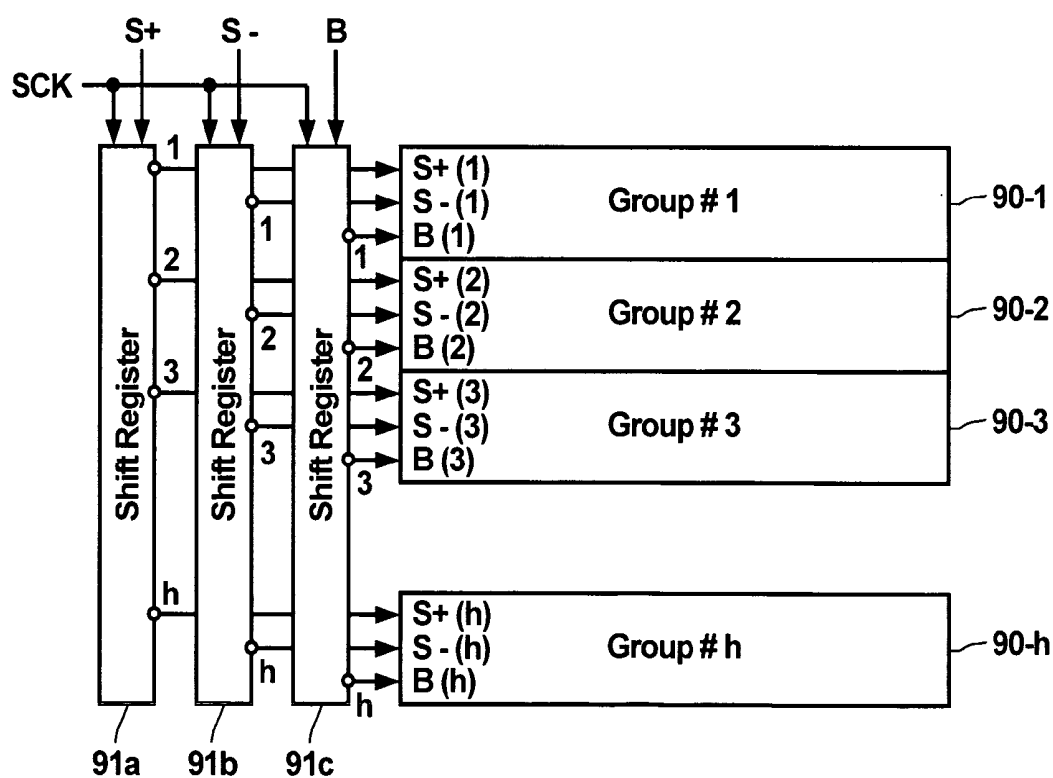 S+ S - B
SCK
1
S+ (1)
S - (1)
1
B (1)
1
Group # 1
90-1
2
S+ (2)
S - (2)
2
B (2)
2
Group # 2
90-2
3
S+ (3)
S - (3)
3
B (3)
3
Group # 3
90-3
Shift Register
Shift Register
Shift Register
h
S+ (h)
S - (h)
h
B (h)
h
Group # h
90-h
91a 91b 91c